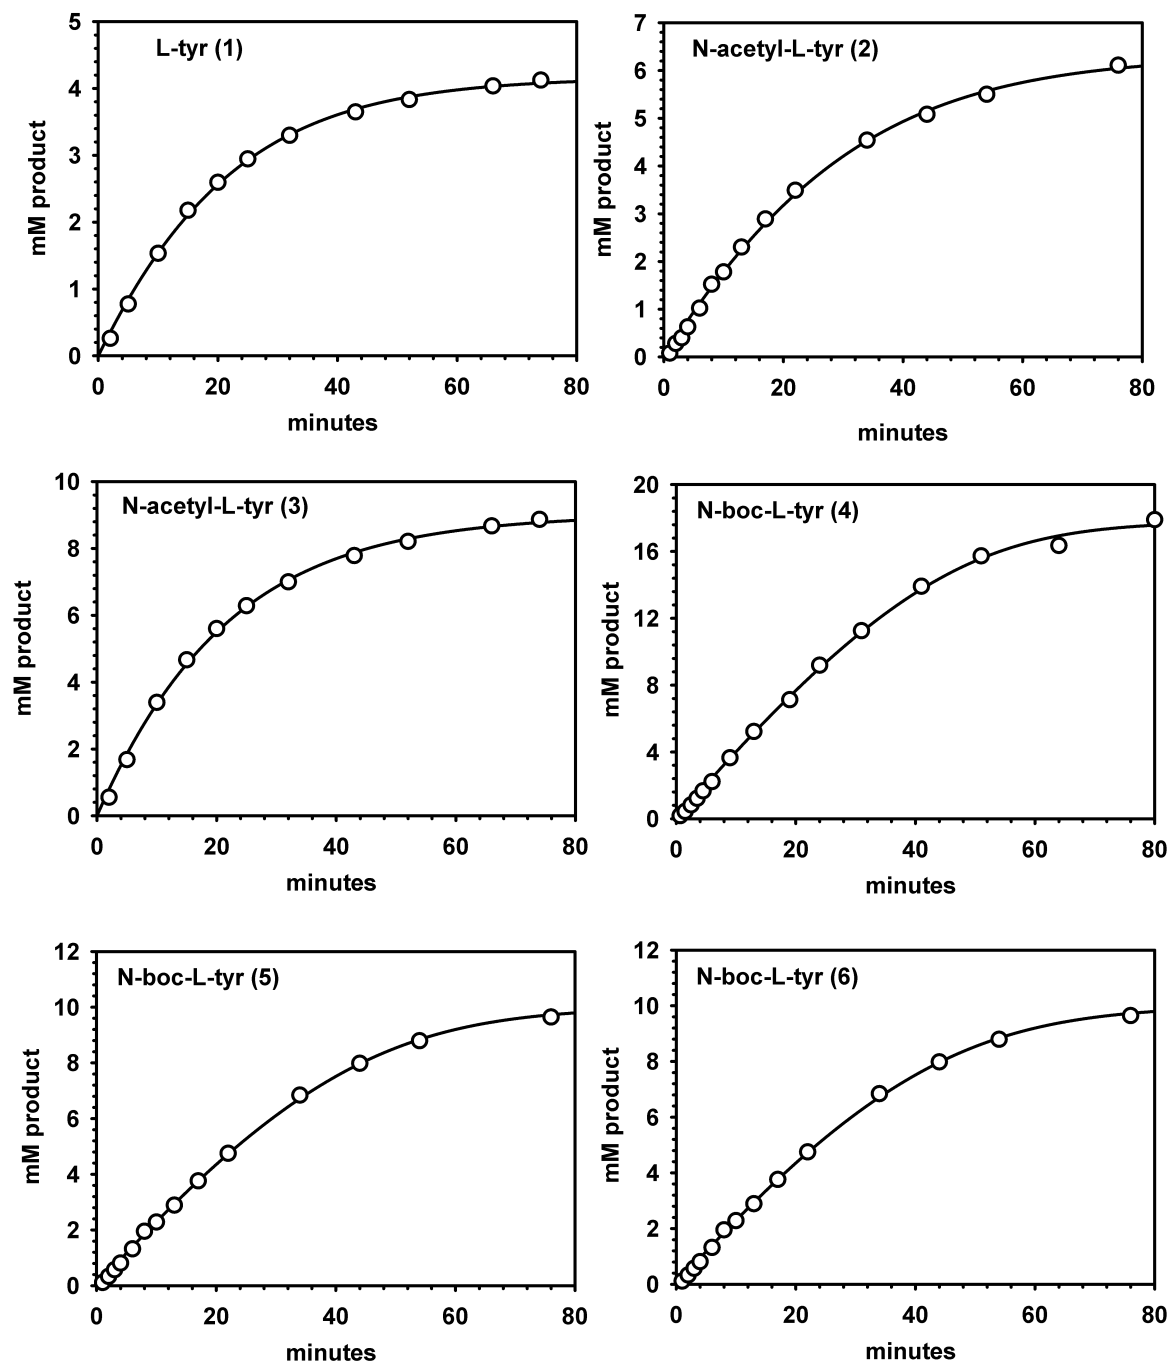 L-tyr (1)
5
4
3
2
1
0
mM product
0 20 40 60 80
minutes
N-acetyl-L-tyr (2)
7
6
5
4
3
2
1
0
mM product
0 20 40 60 80
minutes
N-acetyl-L-tyr (3)
10
8
6
4
2
0
mM product
0 20 40 60 80
minutes
N-boc-L-tyr (4)
20
16
12
8
4
0
mM product
0 20 40 60 80
minutes
N-boc-L-tyr (5)
12
10
8
6
4
2
0
mM product
0 20 40 60 80
minutes
N-boc-L-tyr (6)
12
10
8
6
4
2
0
mM product
0 20 40 60 80
minutes